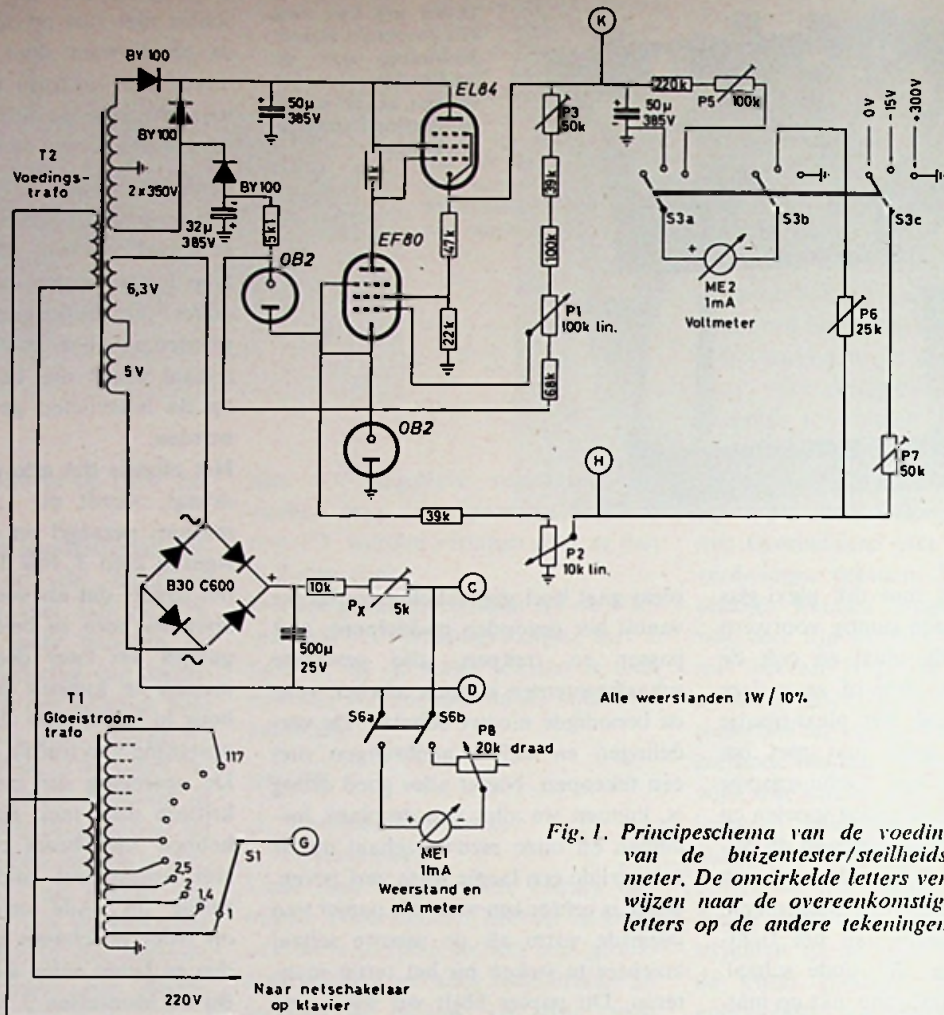 K
BY 100
EL84
50µ
385V
220k
P5
100k
0V
-15V
+300V
BY100
P3
50k
50µ
385V
T2
Voedings-
trafo
2x350V
BY 100
1k
39k
32µ
385V
5k1
47k
S3a
S3b
S3c
EF80
100k
0B2
ME2
1mA
Voltmeter
6,3V
P1
100k lin.
P6
25k
22k
5V
68k
0B2
H
P7
50k
39k
P2
10k lin.
B30 C600
10k
PX
5k
C
500µ
25V
D
Alle weerstanden 1W / 10%
T1
Gloeistroom-
trafo
S6a
S6b
P8
20k draad
117
Fig. 1. Principeschema van de voedin
van de buizentester/steilheids
meter. De omcirkelde letters ver
wijzen naar de overeenkomstig
letters op de andere tekeningen
S1
G
ME1
1mA
Weerstand en
mA meter
2,5
2
1,4
1
220V
Naar netschakelaar
op klavier